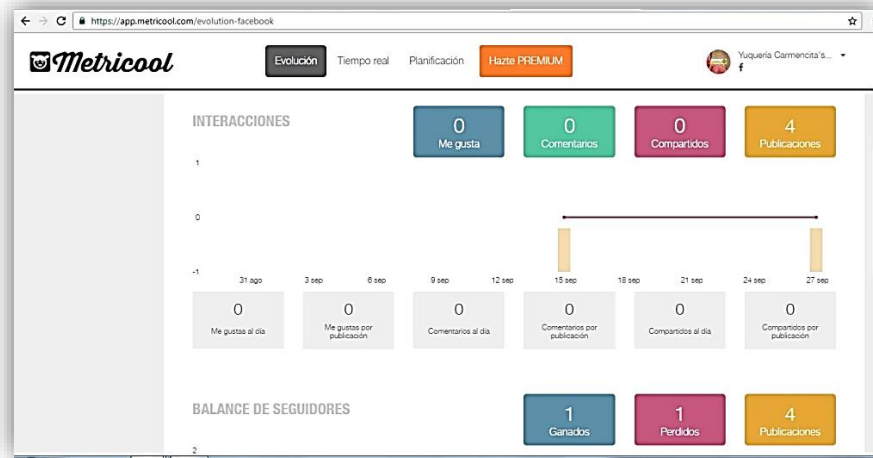 https://app.metricool.com/evolution-facebook
Metricool
Evolución
Tiempo real
Planificación
Hazte PREMIUM
Yuquería Carmencita's...
INTERACCIONES
0
Me gusta
0
Comentarios
0
Compartidos
4
Publicaciones
1
0
-1
31 ago
3 sep
6 sep
9 sep
12 sep
15 sep
18 sep
21 sep
24 sep
27 sep
0
Me gustas al día
0
Me gustas por
publicación
0
Comentarios al día
0
Comentarios por
publicación
0
Compartidos al día
0
Compartidos por
publicación
BALANCE DE SEGUIDORES
1
Ganados
1
Perdidos
4
Publicaciones
2